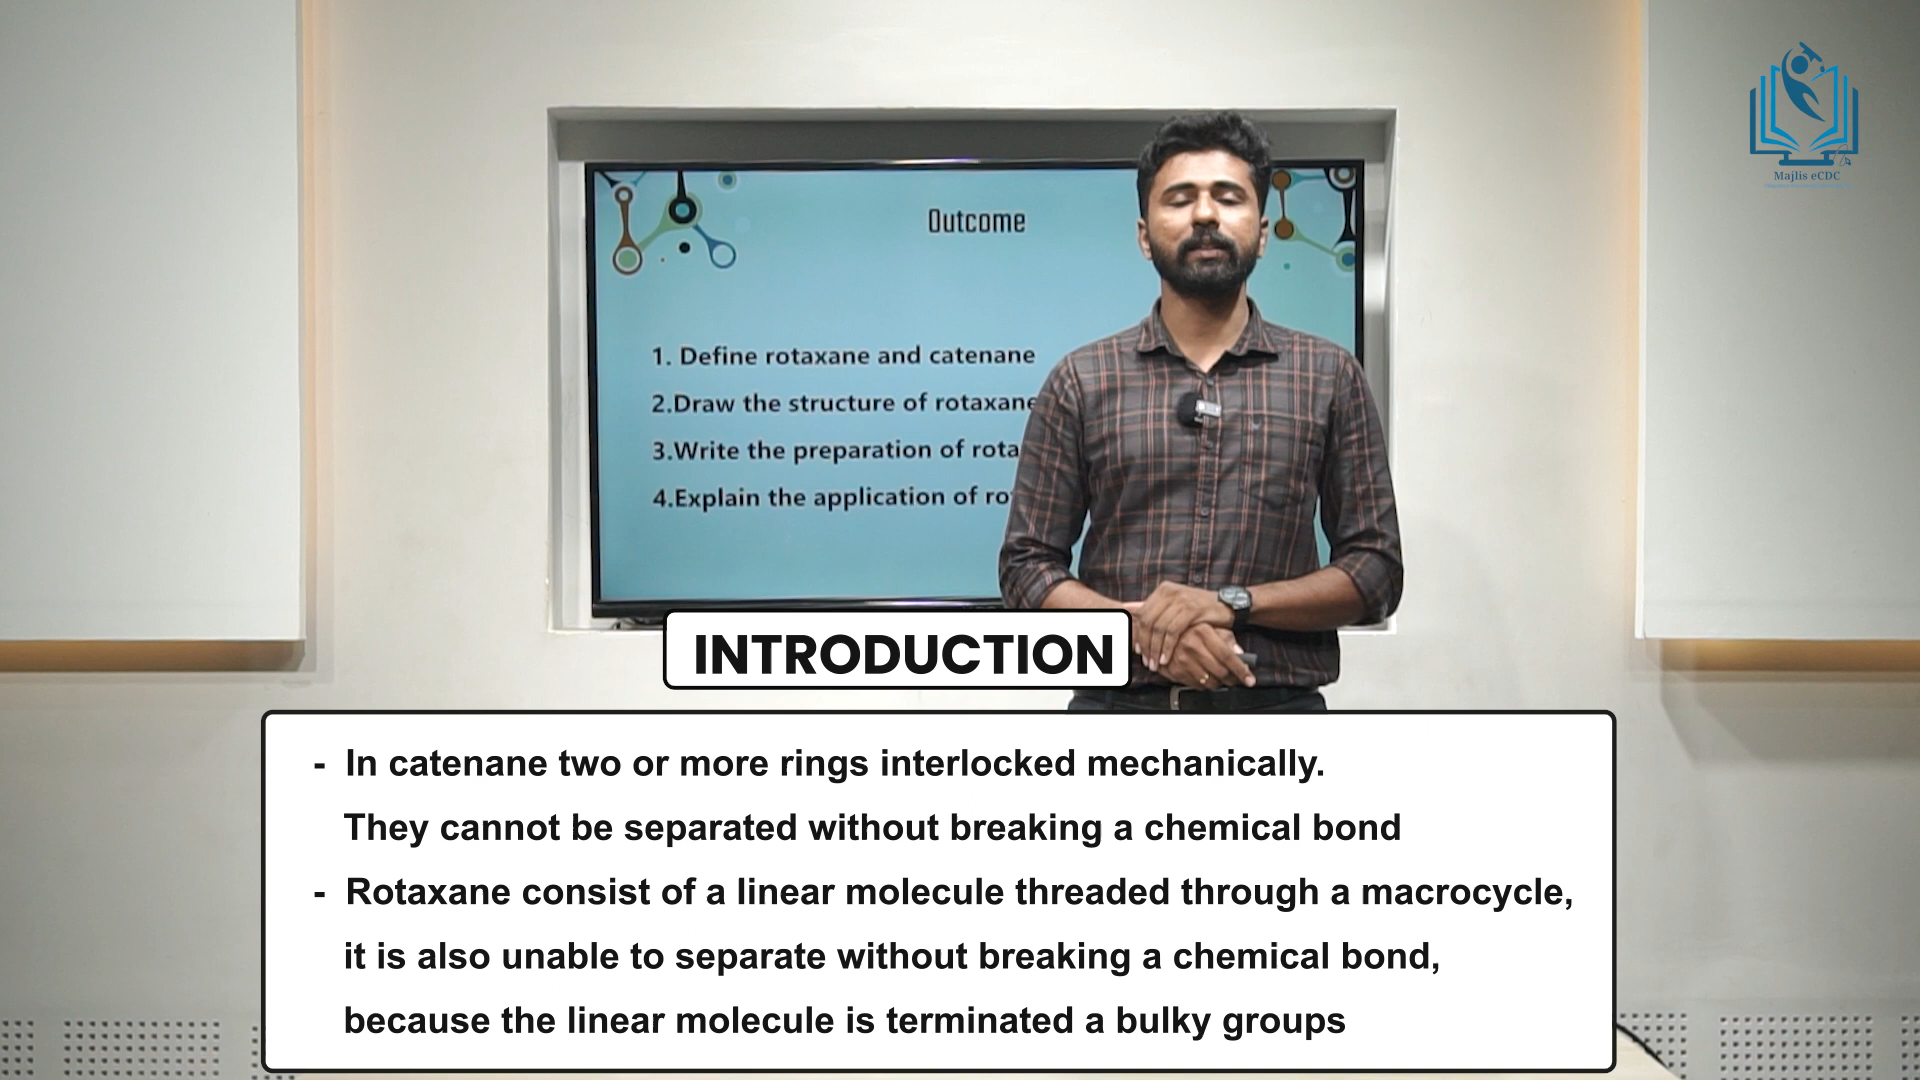 Majlis eCDC
Outcome
1. Define rotaxane and catenane
2.Draw the structure of rotaxane
3.Write the preparation of rota
4.Explain the application of ro
INTRODUCTION
- In catenane two or more rings interlocked mechanically.
They cannot be separated without breaking a chemical bond
- Rotaxane consist of a linear molecule threaded through a macrocycle,
it is also unable to separate without breaking a chemical bond,
because the linear molecule is terminated a bulky groups